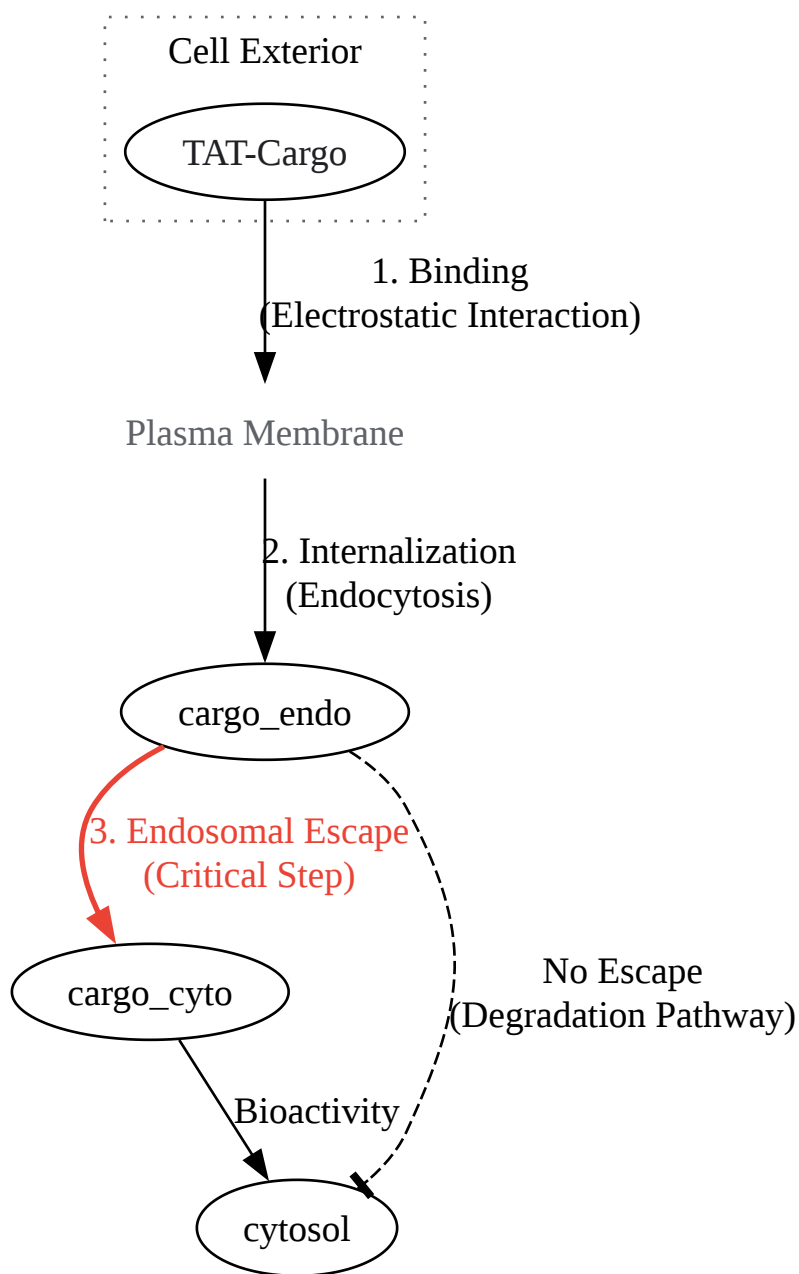 Cell Exterior
TAT-Cargo
1. Binding
(Electrostatic Interaction)
Plasma Membrane
2. Internalization
(Endocytosis)
cargo_endo
3. Endosomal Escape
(Critical Step)
cargo_cyto
No Escape
(Degradation Pathway)
Bioactivity
cytosol